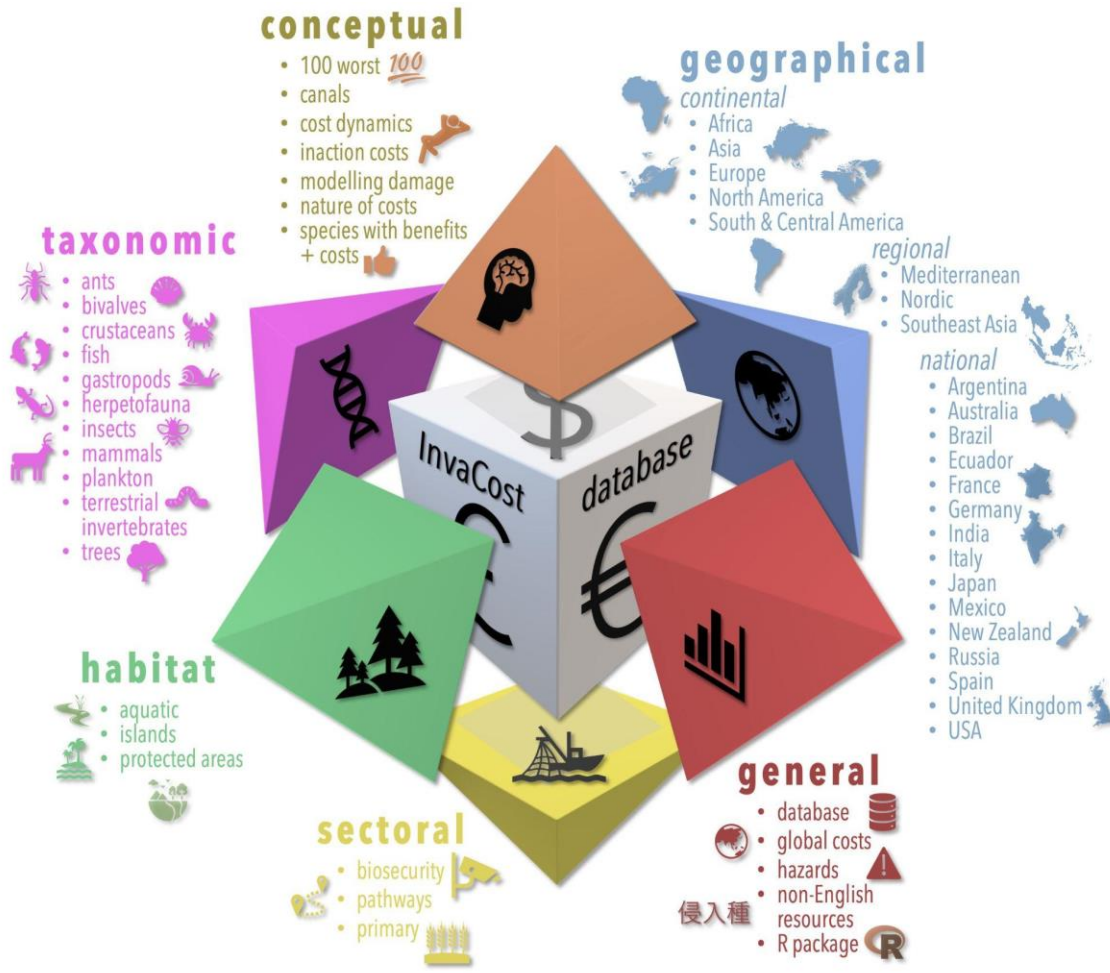 conceptual
100 worst 100
canals
cost dynamics
inaction costs
modelling damage
nature of costs
species with benefits
+ costs
geographical
continental
Africa
Asia
Europe
North America
South & Central America
regional
Mediterranean
Nordic
Southeast Asia
national
Argentina
Australia
Brazil
Ecuador
France
Germany
India
Italy
Japan
Mexico
New Zealand
Russia
Spain
United Kingdom
USA
taxonomic
ants
bivalves
crustaceans
fish
gastropods
herpetofauna
insects
mammals
plankton
terrestrial
invertebrates
trees
$
InvaCost
database
£
€
habitat
aquatic
islands
protected areas
sectoral
biosecurity
pathways
primary
general
database
global costs
hazards
non-English
resources
侵入種
R package R